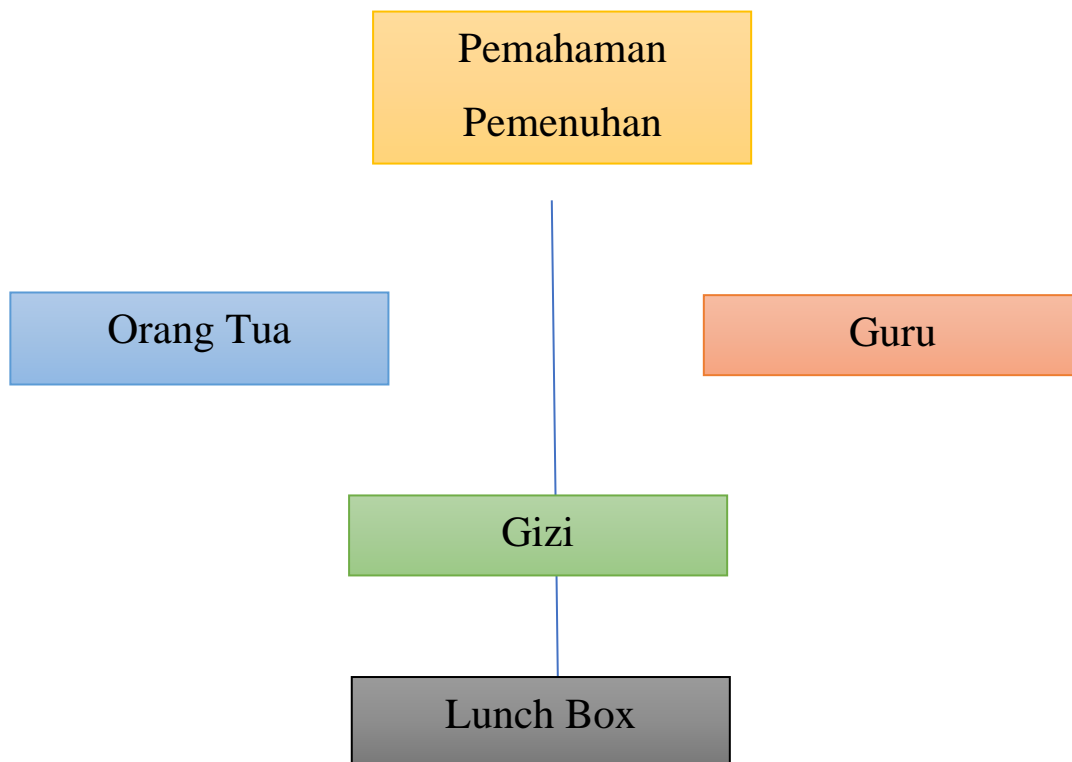 Pemahaman
Pemenuhan
Orang Tua
Guru
Gizi
Lunch Box